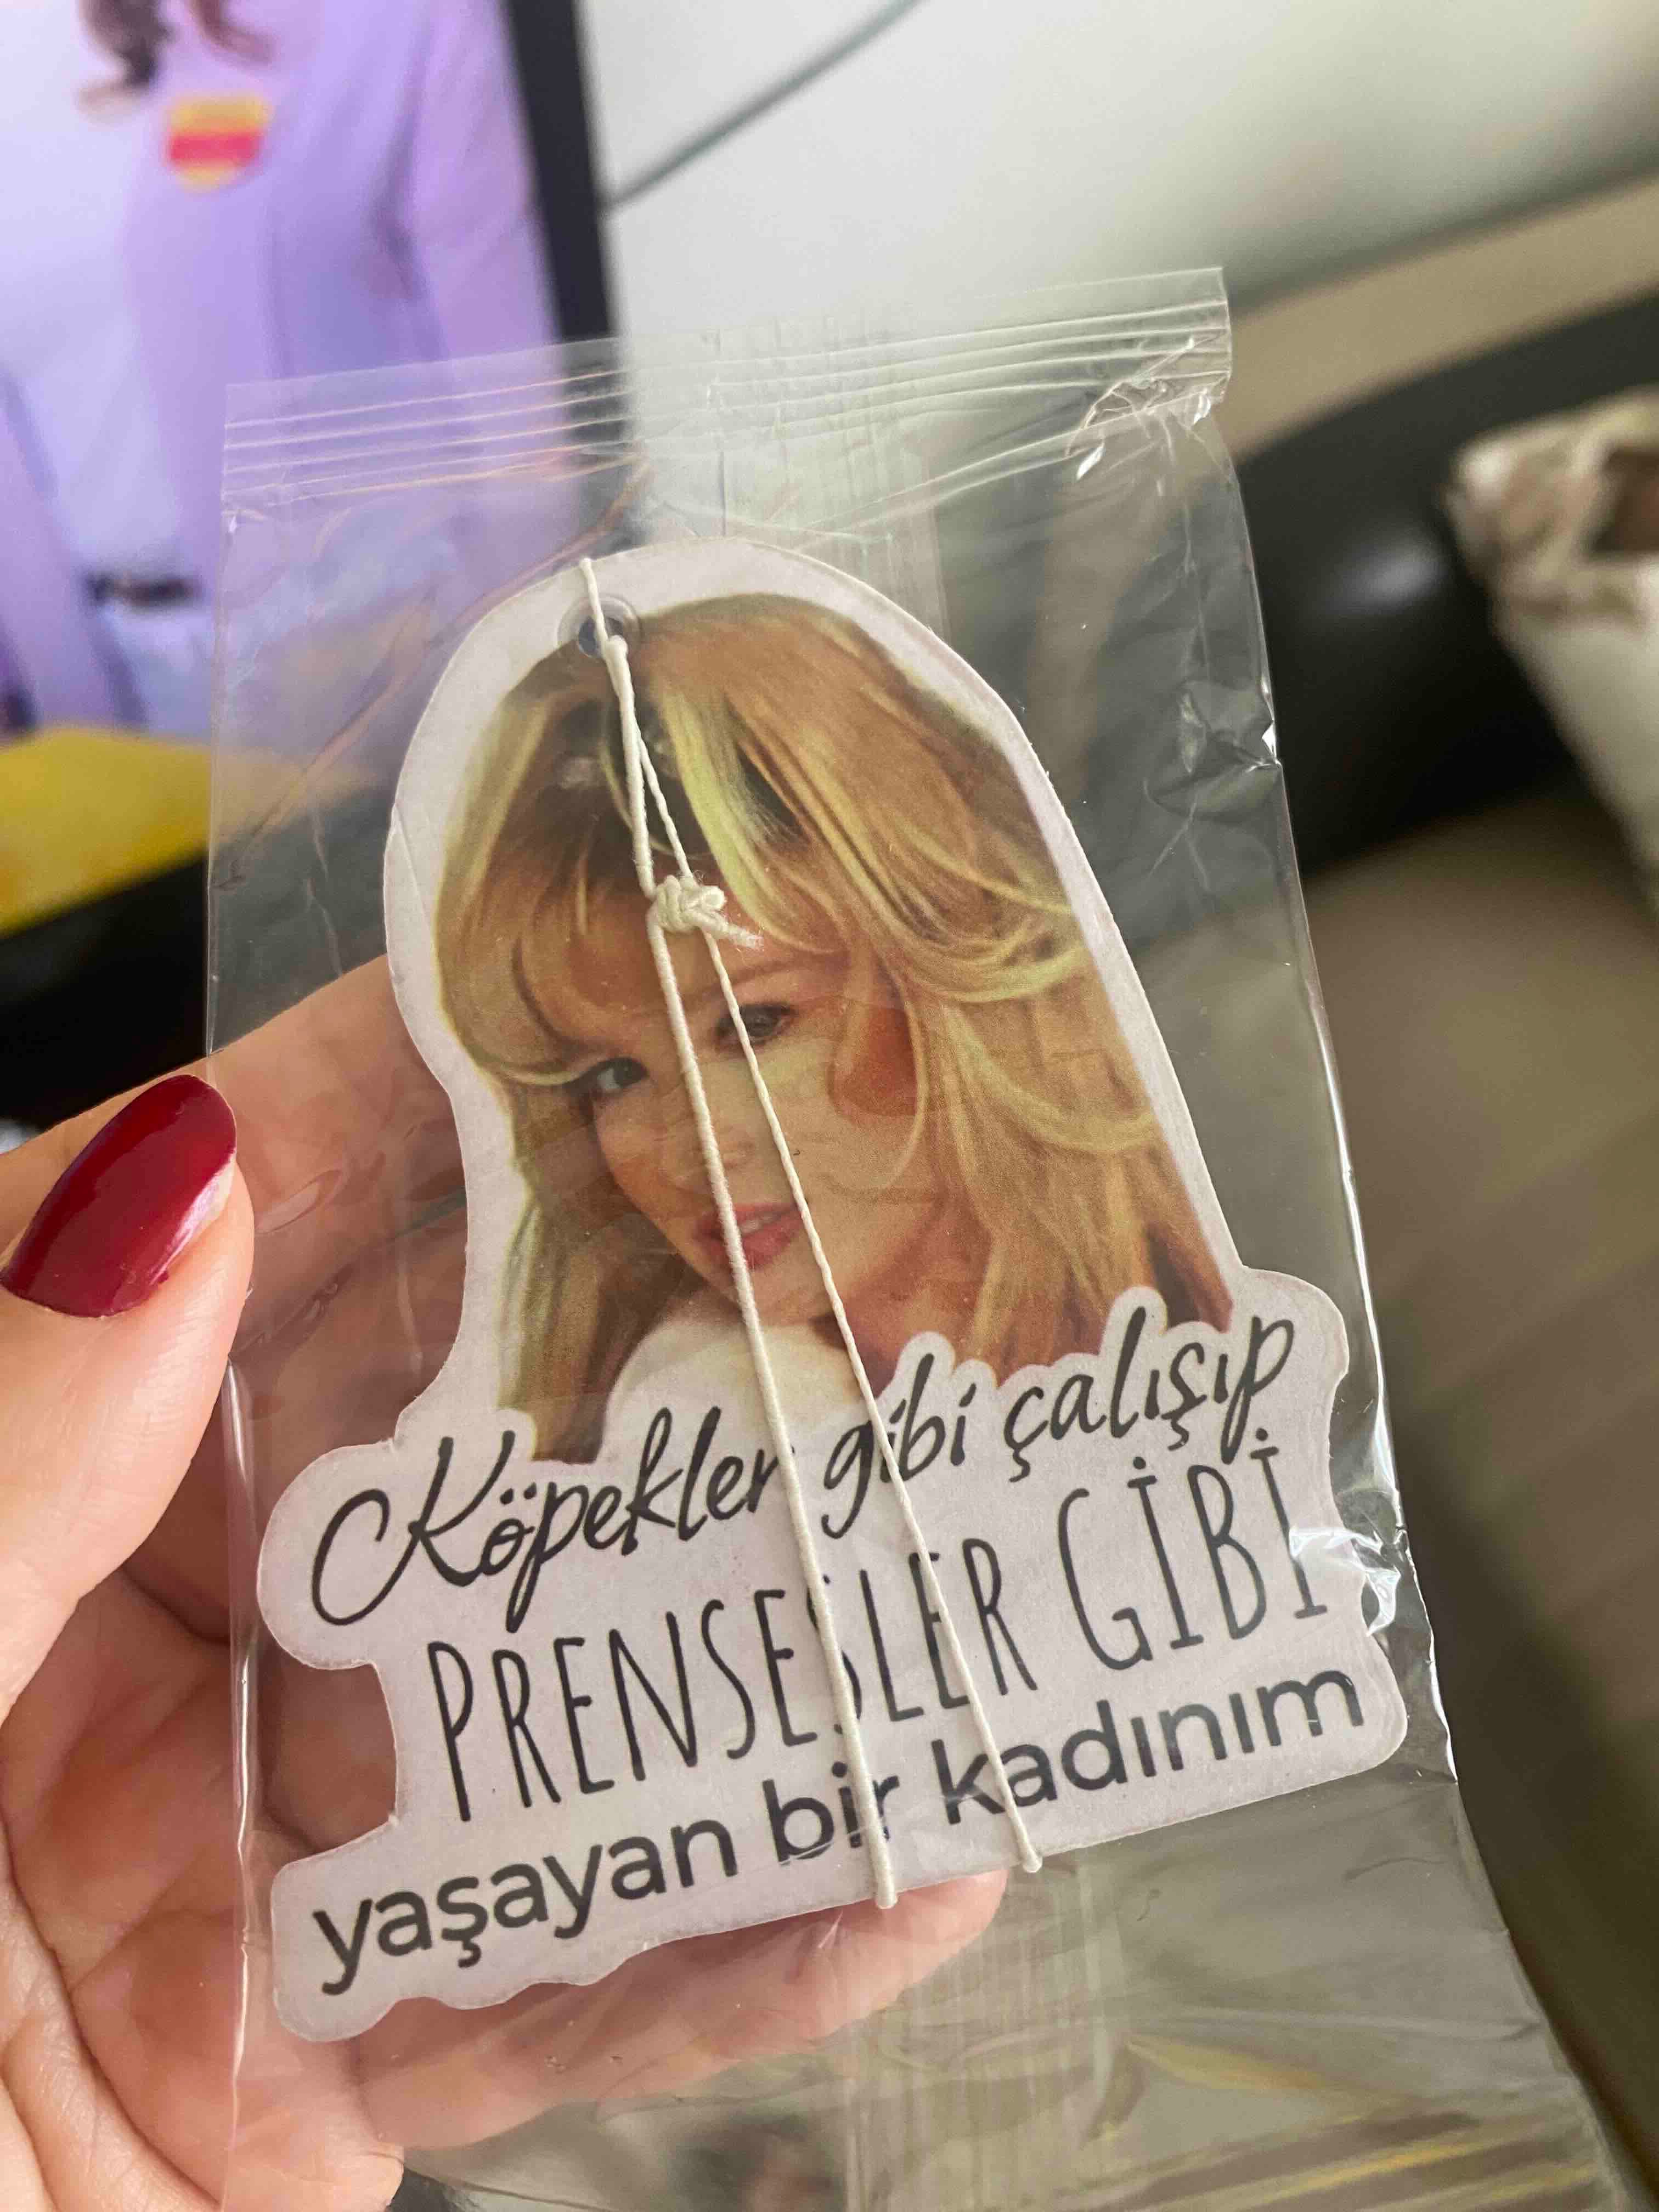 Köpekler gibi çalışıp
PRENSESLER GİBİ
yaşayan bir kadınım